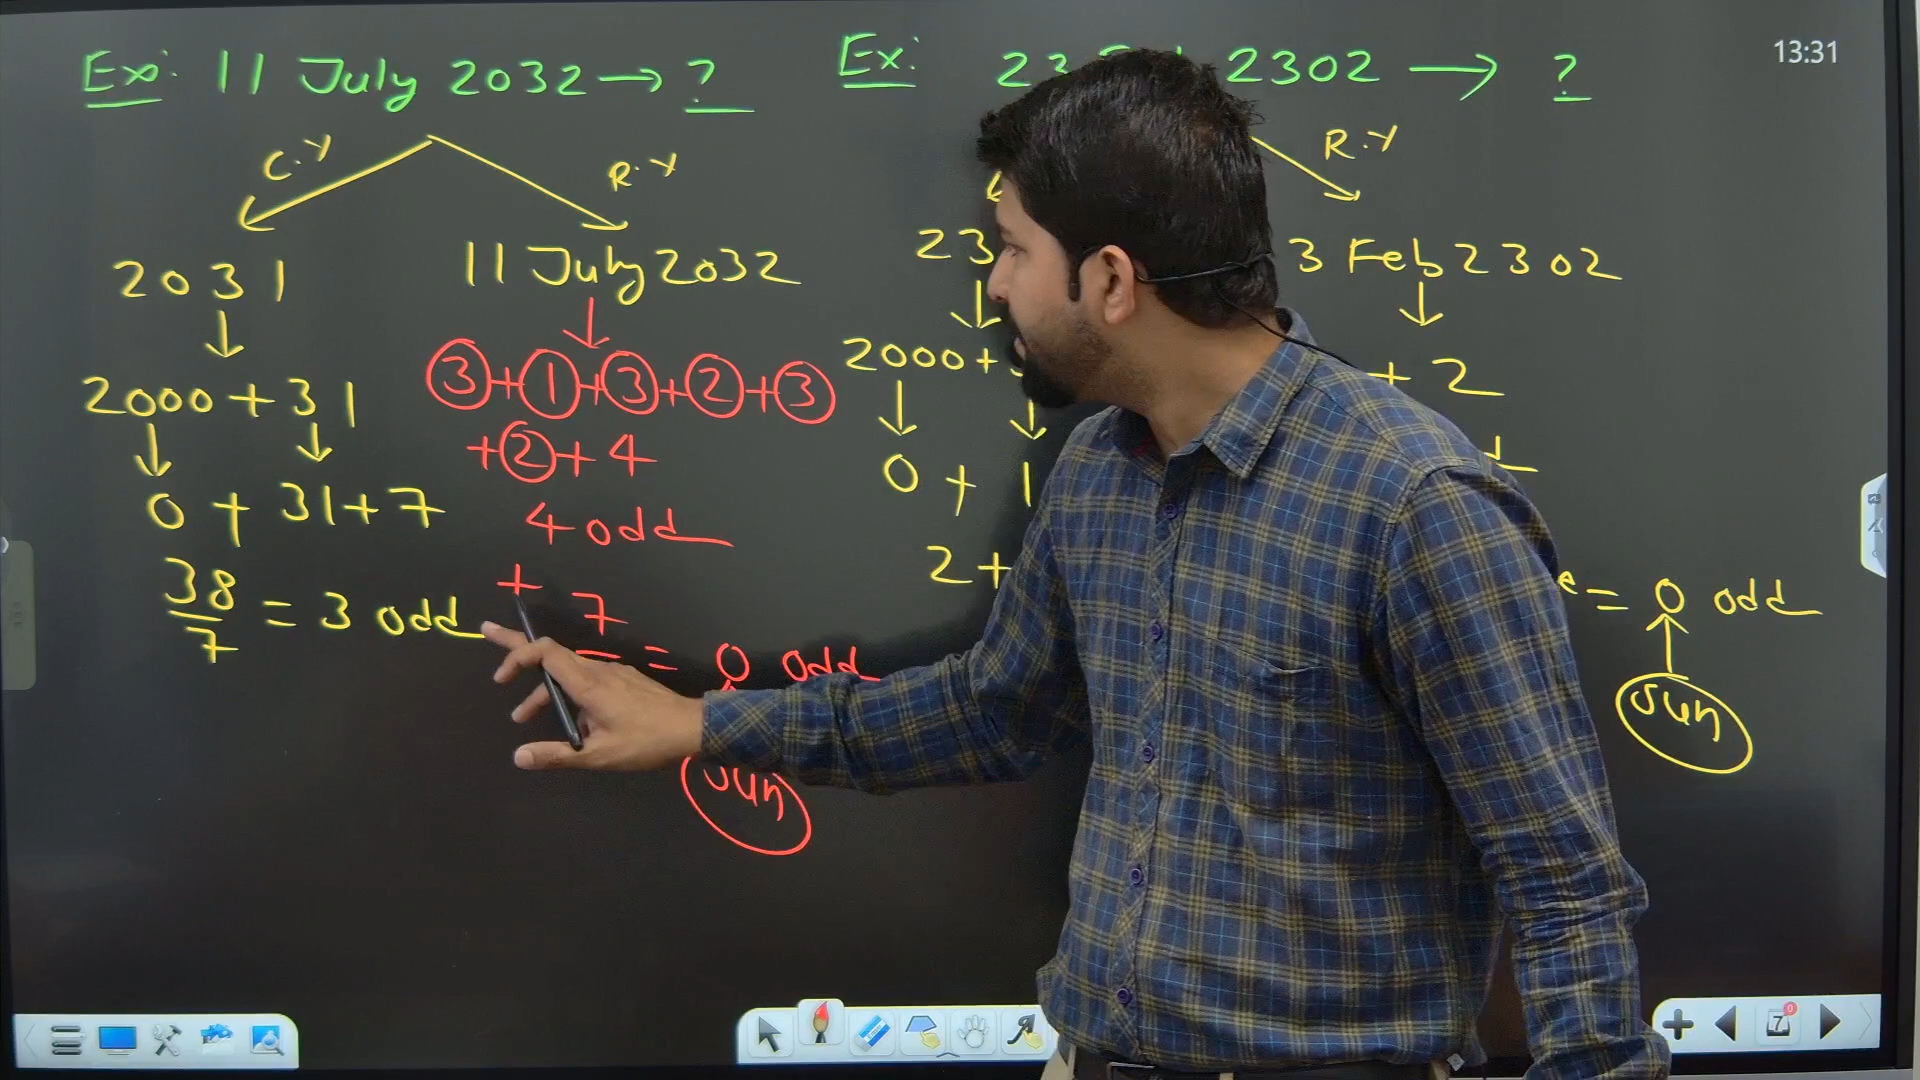 Ex: 11 July 2032 → ?
C.Y
R.Y
2031
11 July 2032
2000 + 31
3 + 1 + 3 + 2 + 3
+ 2 + 4
0 + 31 + 7
4 odd
38/7 = 3 odd
+ 7
= 0 odd
Sun
Ex: 2302 → ?
13:31
R.Y
23
3 Feb 2302
2000 +
+ 2
0 + 1
2 +
= 0 odd
Sun
7
0